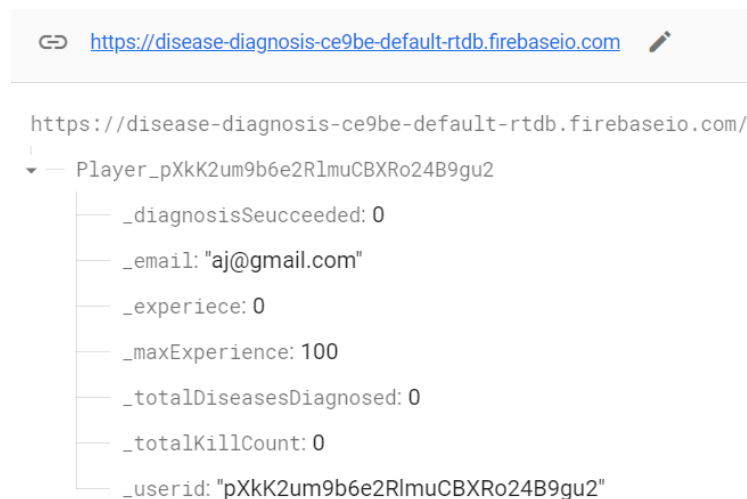 https://disease-diagnosis-ce9be-default-rtdb.firebaseio.com
https://disease-diagnosis-ce9be-default-rtdb.firebaseio.com/
Player_pXkK2um9b6e2RlmuCBXRo24B9gu2
_diagnosisSeucceeded: 0
_email: "aj@gmail.com"
_experiece: 0
_maxExperience: 100
_totalDiseasesDiagnosed: 0
_totalKillCount: 0
_userid: "pXkK2um9b6e2RlmuCBXRo24B9gu2"